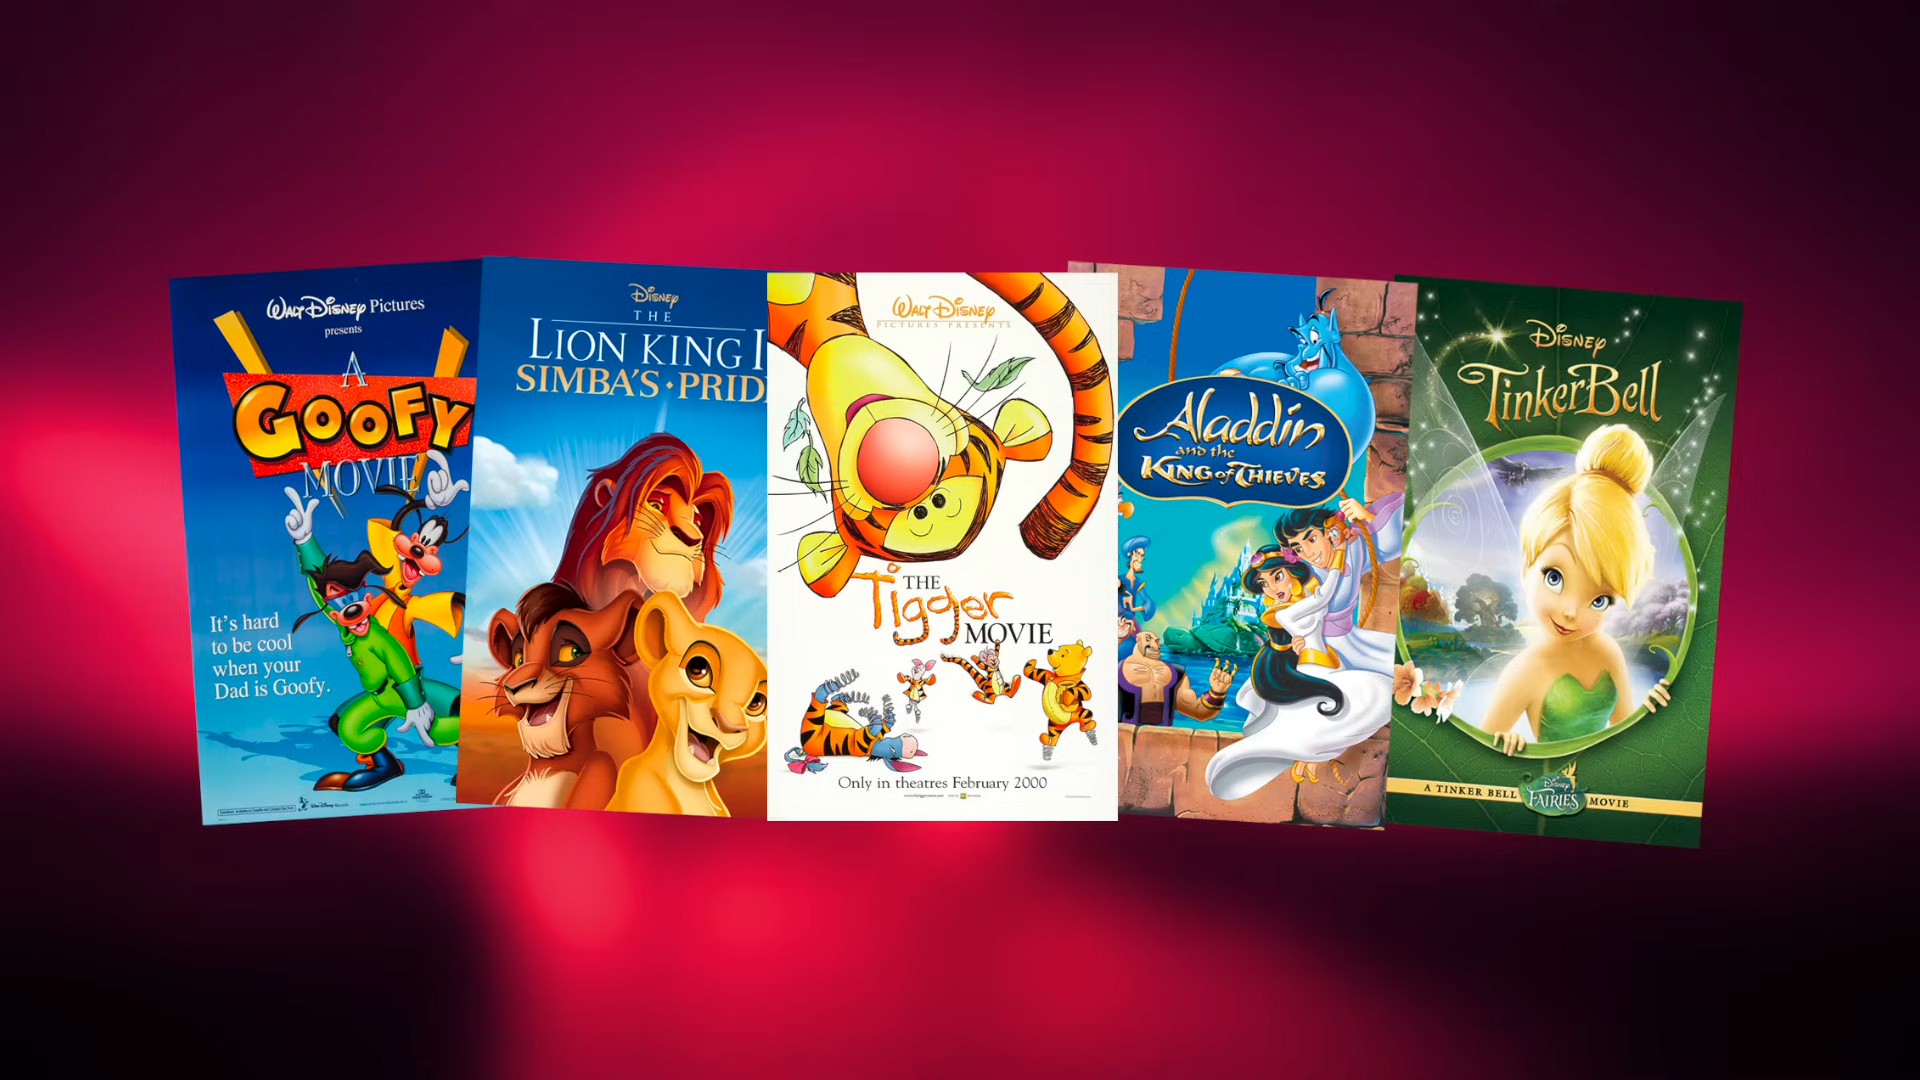 WALT DISNEY Pictures
presents
A
GOOFY
MOVIE
It's hard
to be cool
when your
Dad is Goofy.
DISNEY
THE
LION KING I
SIMBA'S • PRID
WALT DISNEY
PICTURES PRESENTS
THE
Tigger
MOVIE
Only in theatres February 2000
Aladdin
and the
KING of THIEVES
DISNEY
TinkerBell
A TINKER BELL Disney FAIRIES MOVIE